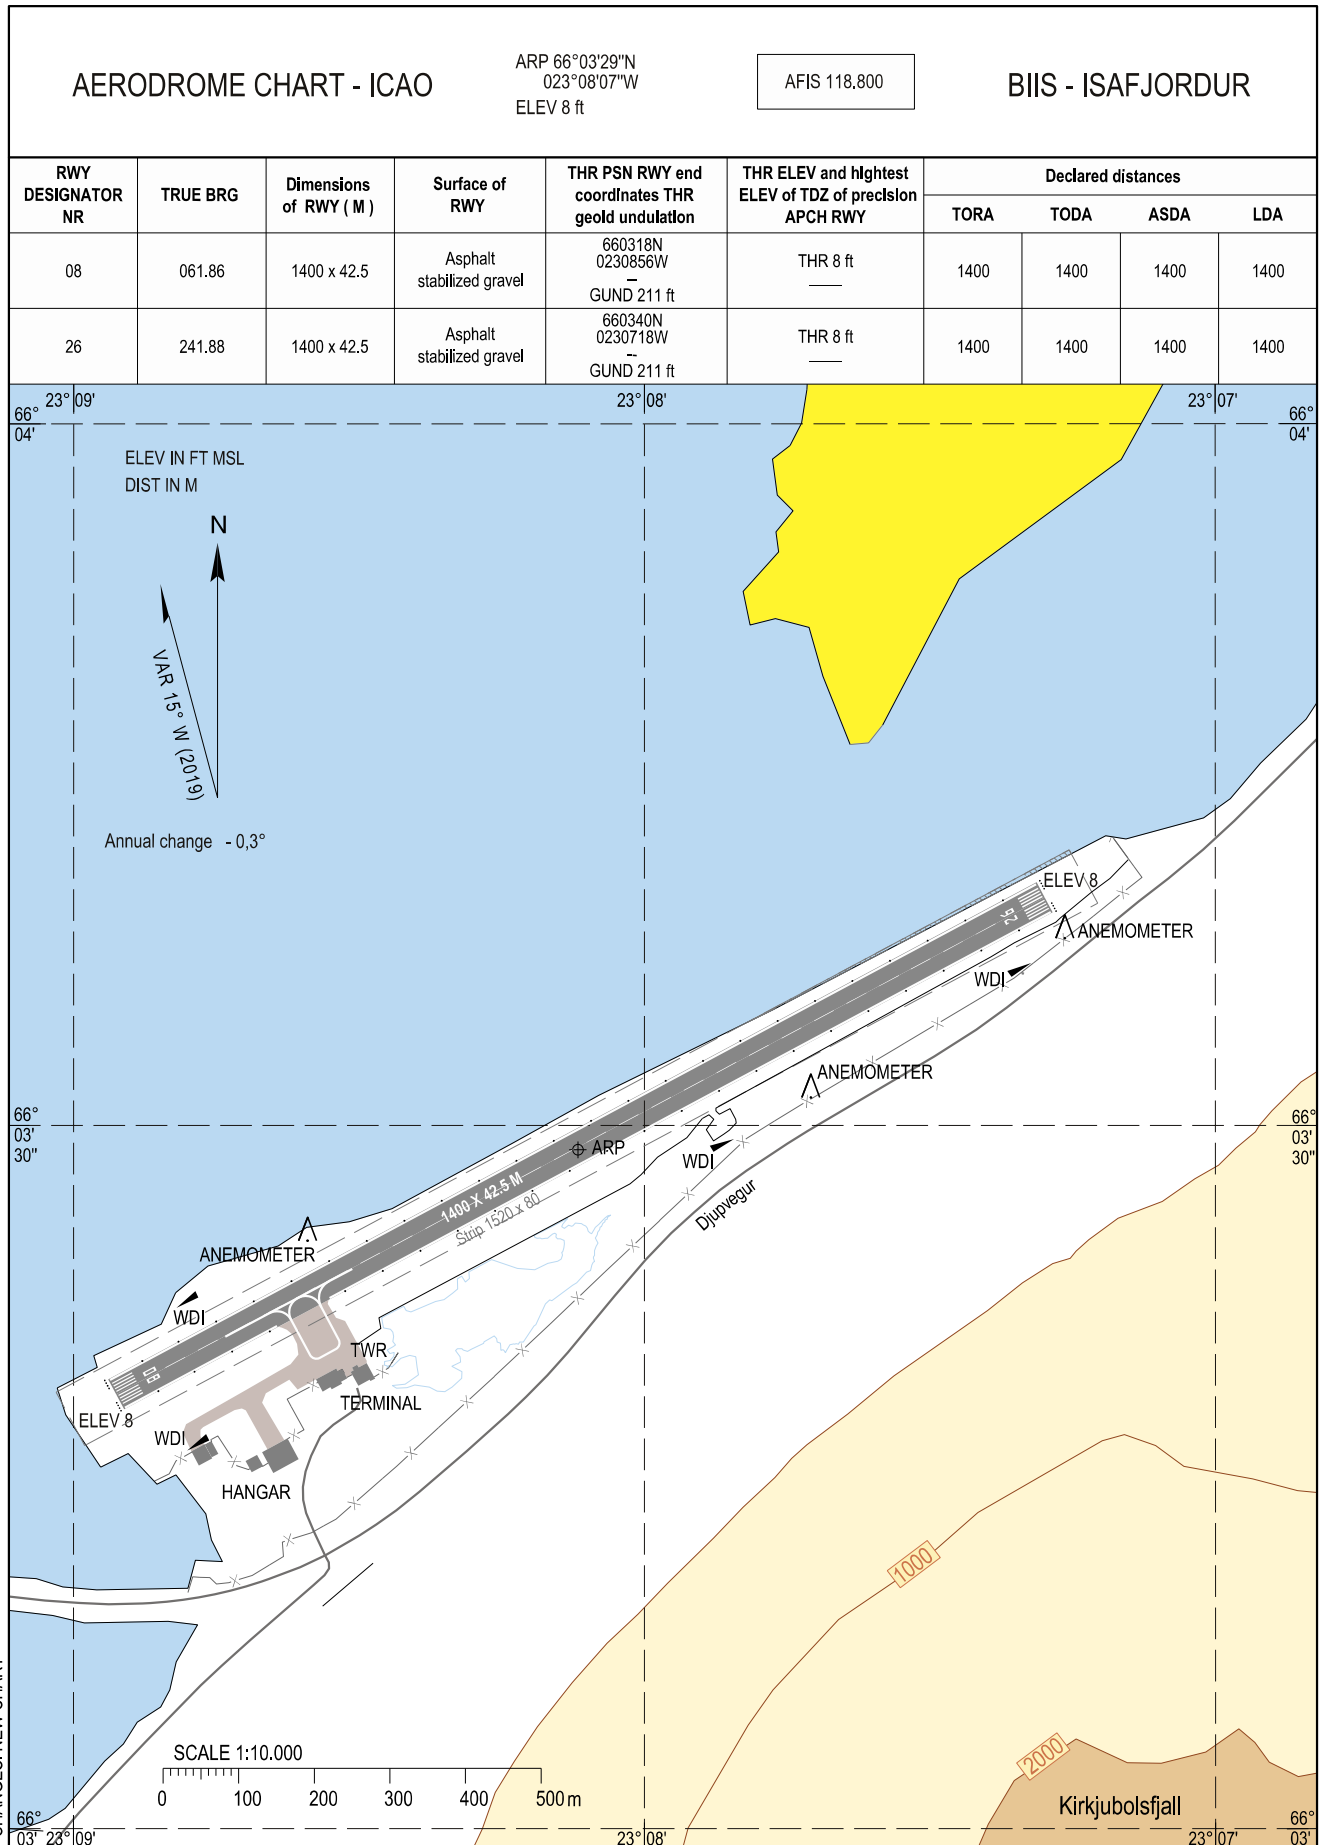 AERODROME CHART - ICAO
ARP 66°03'29"N
023°08'07"W
ELEV 8 ft
AFIS 118.800
BIIS - ISAFJORDUR
RWY DESIGNATOR NR
TRUE BRG
Dimensions of RWY ( M )
Surface of RWY
THR PSN RWY end coordinates THR geoid undulation
THR ELEV and hightest ELEV of TDZ of precision APCH RWY
Declared distances
TORA TODA ASDA LDA
08 061.86 1400 x 42.5 Asphalt stabilized gravel 660318N 0230856W — GUND 211 ft THR 8 ft —— 1400 1400 1400 1400
26 241.88 1400 x 42.5 Asphalt stabilized gravel 660340N 0230718W -- GUND 211 ft THR 8 ft —— 1400 1400 1400 1400
23°09' 23°08' 23°07'
66° 04'
66° 04'
ELEV IN FT MSL
DIST IN M
N
VAR 15° W (2019)
Annual change - 0,3°
ELEV 8
26
ANEMOMETER
WDI
ANEMOMETER
66° 03' 30"
66° 03' 30"
ARP
WDI
1400 X 42.5 M
Strip 1520 x 80
Djupvegur
ANEMOMETER
WDI
TWR
08
TERMINAL
ELEV 8
WDI
HANGAR
1000
2000
SCALE 1:10.000
0 100 200 300 400 500 m
Kirkjubolsfjall
66° 03'
66° 03'
23°09' 23°08' 23°07'